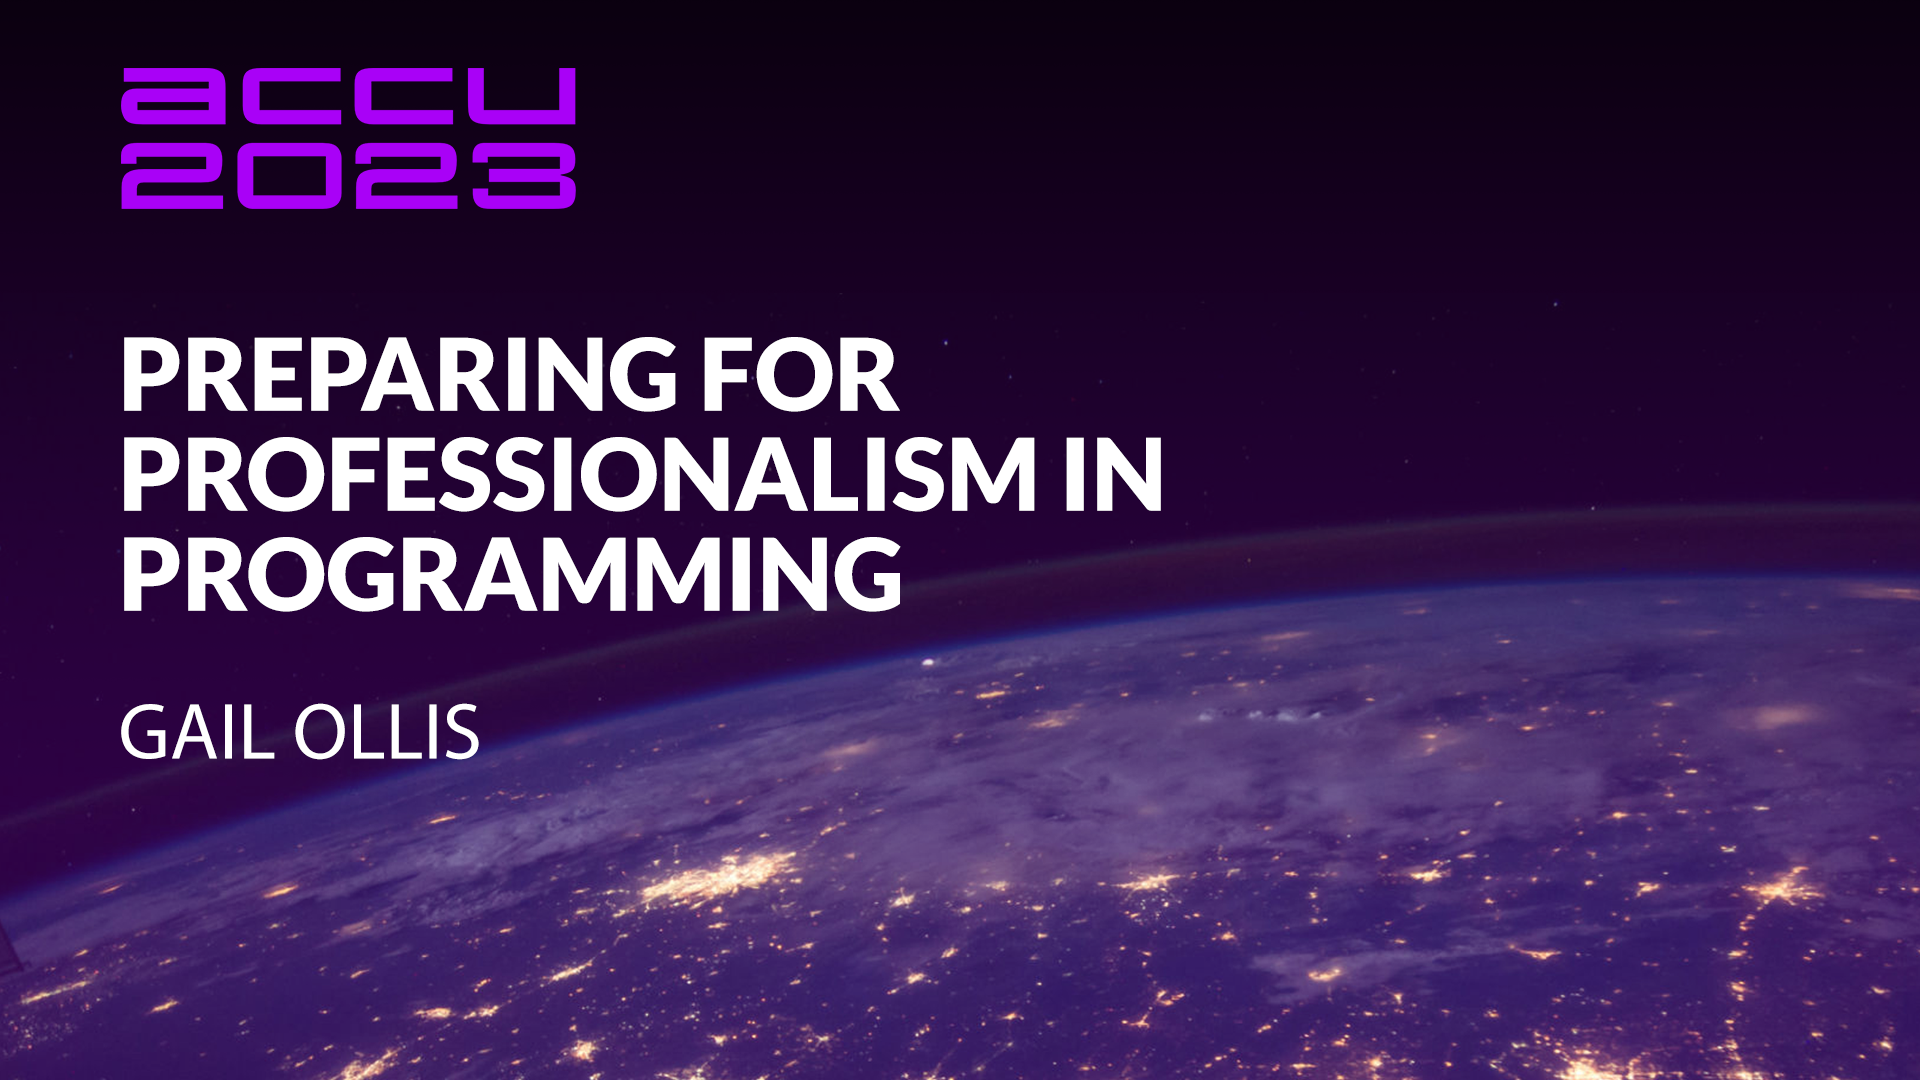 accu
2023
PREPARING FOR
PROFESSIONALISM IN
PROGRAMMING
GAIL OLLIS